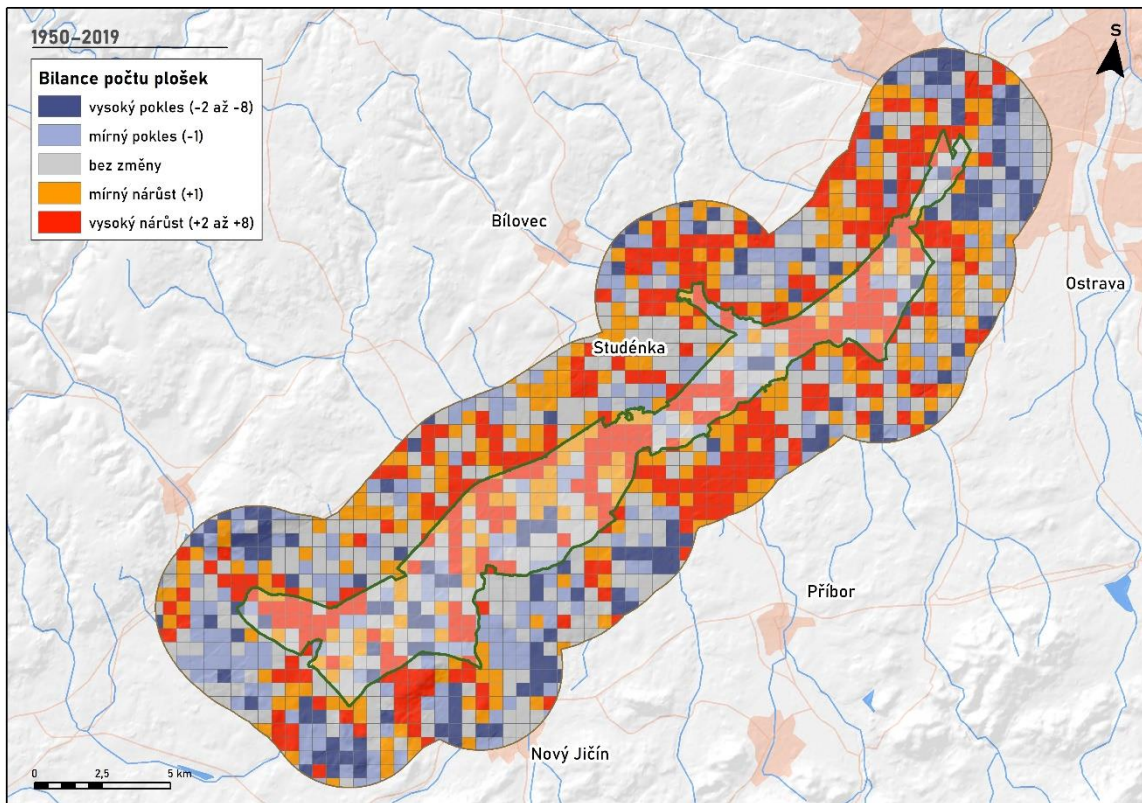 1950–2019
S
Bilance počtu plošek
vysoký pokles (-2 až -8)
mírný pokles (-1)
bez změny
mírný nárůst (+1)
vysoký nárůst (+2 až +8)
Bílovec
Ostrava
Studénka
Příbor
Nový Jičín
0 2,5 5 km